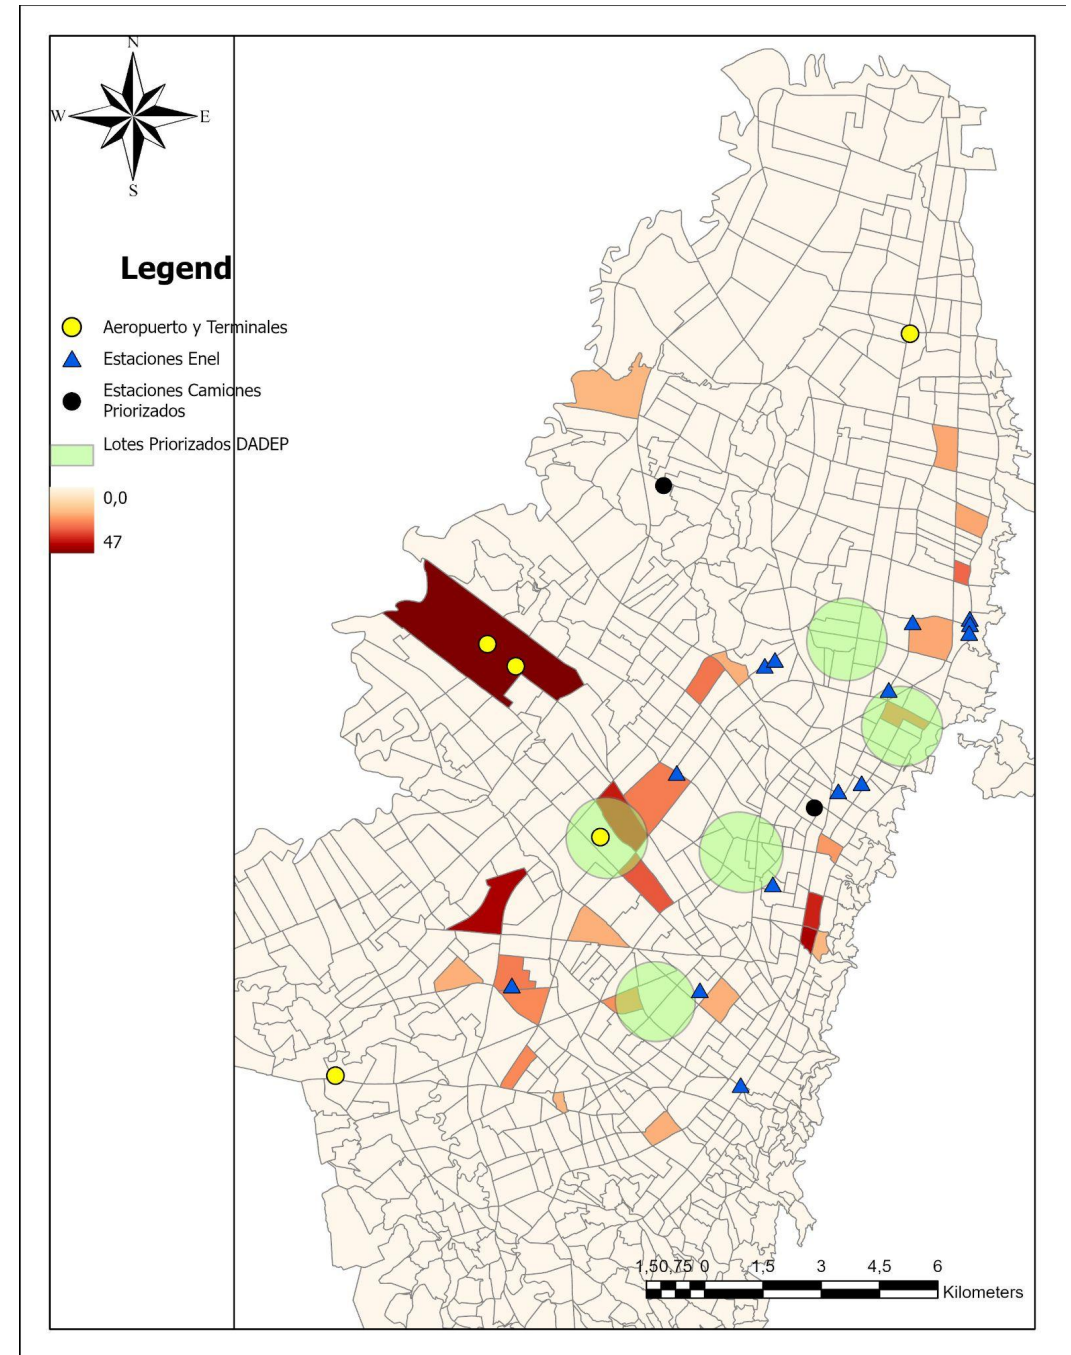 N
W E
S
Legend
Aeropuerto y Terminales
Estaciones Enel
Estaciones Camiones
Priorizados
Lotes Priorizados DADEP
0,0
47
1,50,75 0 1,5 3 4,5 6
Kilometers